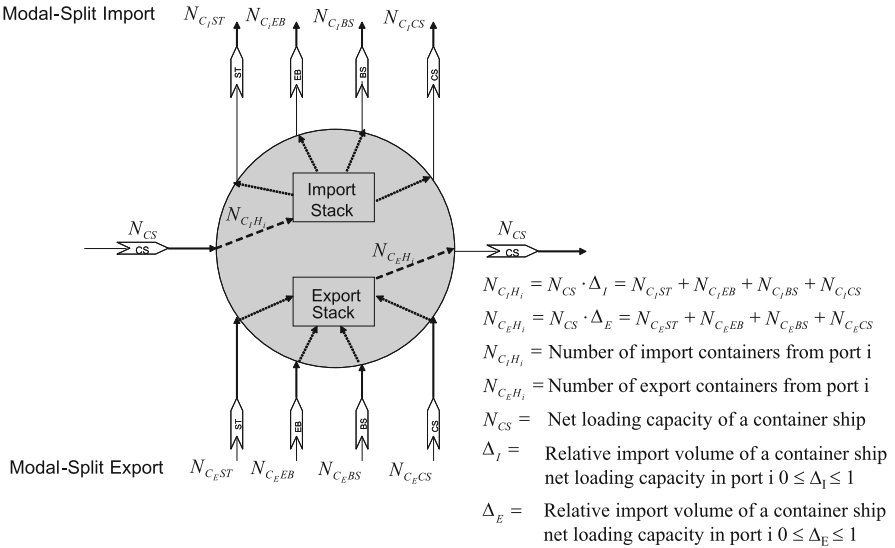 Modal-Split Import
N_{C_I ST} N_{C_I EB} N_{C_I BS} N_{C_I CS}
ST EB BS CS
Import
Stack
N_{C_I H_i}
N_{CS}
CS
N_{C_E H_i}
N_{CS}
CS
Export
Stack
ST EB BS CS
Modal-Split Export
N_{C_E ST} N_{C_E EB} N_{C_E BS} N_{C_E CS}
N_{C_I H_i} = N_{CS} · Δ_I = N_{C_I ST} + N_{C_I EB} + N_{C_I BS} + N_{C_I CS}
N_{C_E H_i} = N_{CS} · Δ_E = N_{C_E ST} + N_{C_E EB} + N_{C_E BS} + N_{C_E CS}
N_{C_I H_i} = Number of import containers from port i
N_{C_E H_i} = Number of export containers from port i
N_{CS} = Net loading capacity of a container ship
Δ_I = Relative import volume of a container ship
net loading capacity in port i 0 ≤ Δ_I ≤ 1
Δ_E = Relative import volume of a container ship
net loading capacity in port i 0 ≤ Δ_E ≤ 1